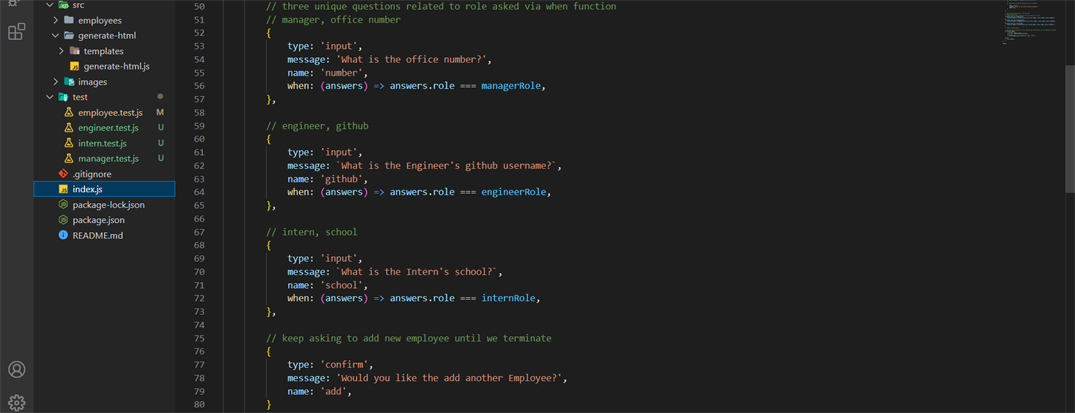 src
employees
generate-html
templates
generate-html.js
images
test
employee.test.js M
engineer.test.js U
intern.test.js U
manager.test.js U
.gitignore
index.js
package-lock.json
package.json
README.md
50 // three unique questions related to role asked via when function
51 // manager, office number
52 {
53 type: 'input',
54 message: 'What is the office number?',
55 name: 'number',
56 when: (answers) => answers.role === managerRole,
57 },
58
59 // engineer, github
60 {
61 type: 'input',
62 message: `What is the Engineer's github username?`,
63 name: 'github',
64 when: (answers) => answers.role === engineerRole,
65 },
66
67 // intern, school
68 {
69 type: 'input',
70 message: `What is the Intern's school?`,
71 name: 'school',
72 when: (answers) => answers.role === internRole,
73 },
74
75 // keep asking to add new employee until we terminate
76 {
77 type: 'confirm',
78 message: 'Would you like the add another Employee?',
79 name: 'add',
80 }